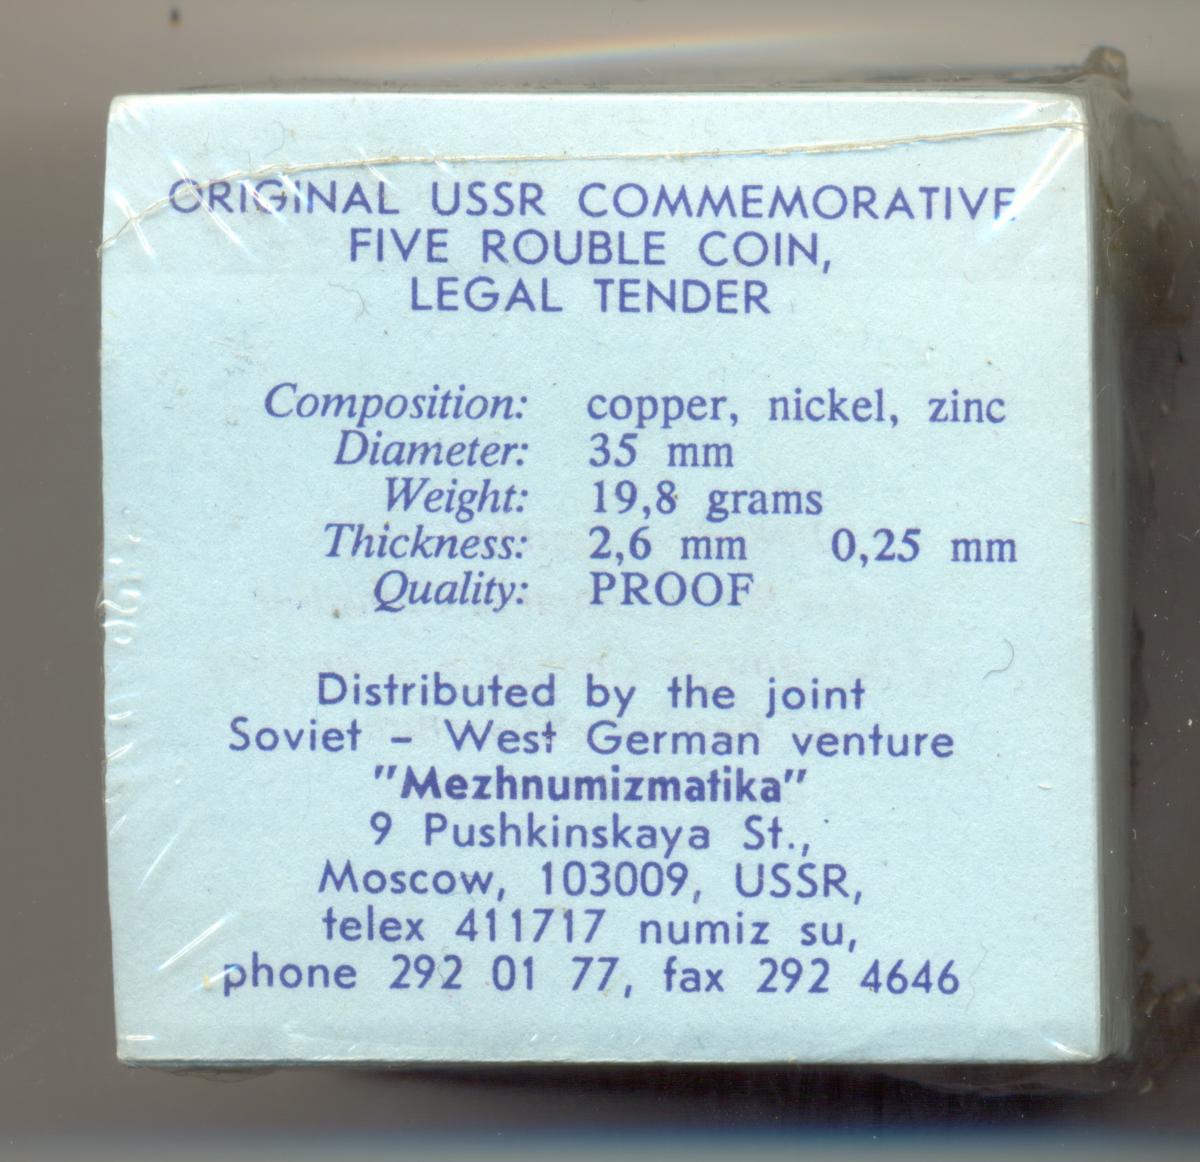 ORIGINAL USSR COMMEMORATIVE
FIVE ROUBLE COIN,
LEGAL TENDER
Composition: copper, nickel, zinc
Diameter: 35 mm
Weight: 19,8 grams
Thickness: 2,6 mm 0,25 mm
Quality: PROOF
Distributed by the joint
Soviet – West German venture
"Mezhnumizmatika"
9 Pushkinskaya St.,
Moscow, 103009, USSR,
telex 411717 numiz su,
phone 292 01 77, fax 292 4646